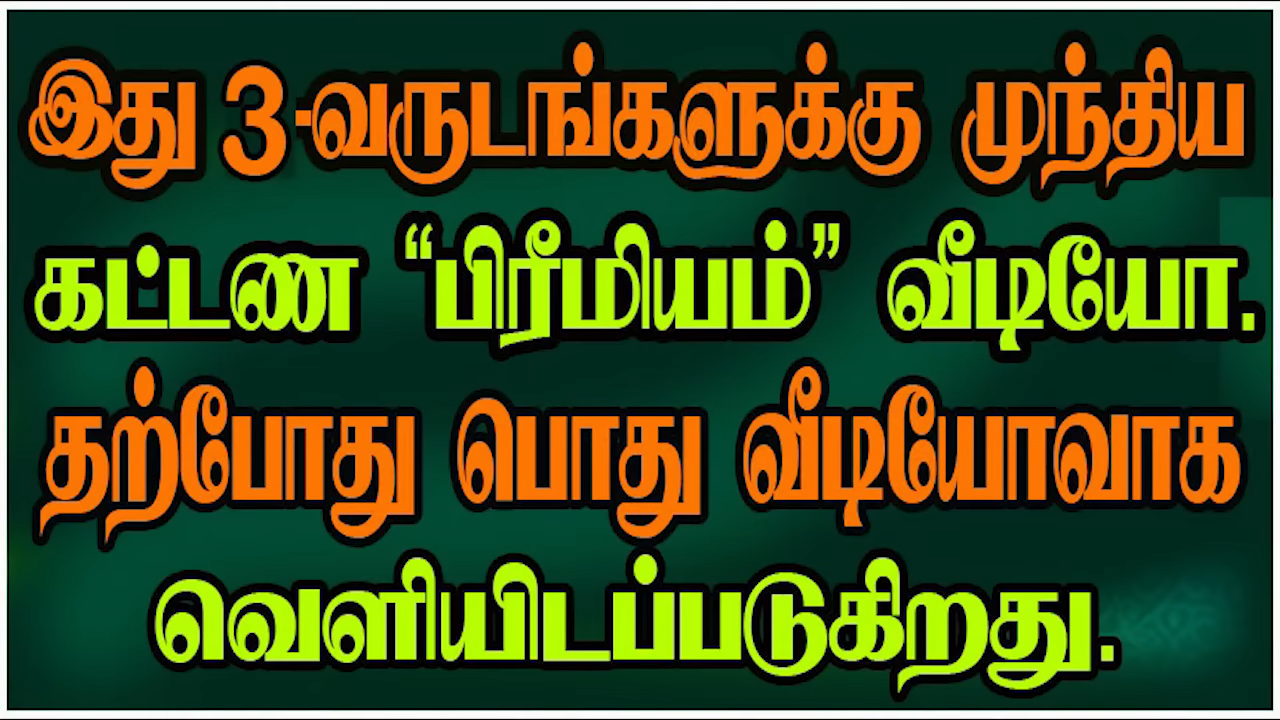 இது 3-வருடங்களுக்கு முந்திய
கட்டண “பிரீமியம்” வீடியோ.
தற்போது பொது வீடியோவாக
வெளியிடப்படுகிறது.